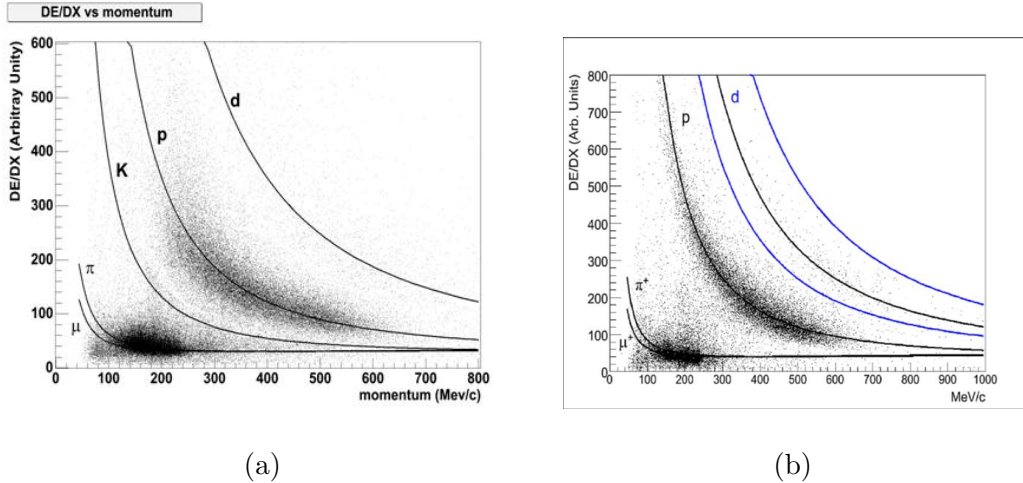 DE/DX vs momentum
DE/DX (Arbitray Unity)
600
500
400
300
200
100
0
d
p
K
π
μ
0 100 200 300 400 500 600 700 800
momentum (Mev/c)
(a)
DE/DX (Arb. Units)
800
700
600
500
400
300
200
100
0
d
p
π+
μ+
0 100 200 300 400 500 600 700 800 900 1000
MeV/c
(b)